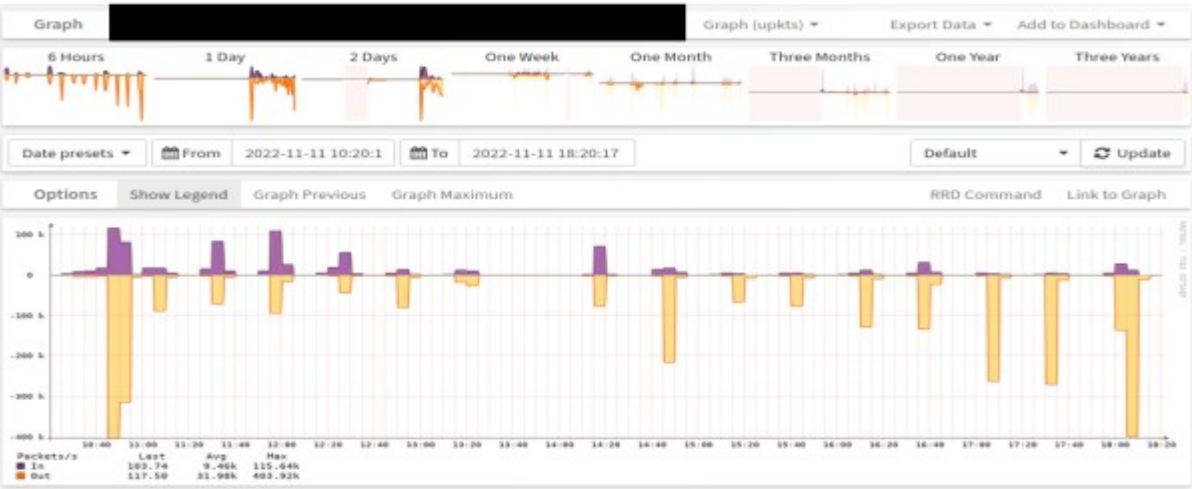 Graph Graph (upkts) Export Data Add to Dashboard
6 Hours 1 Day 2 Days One Week One Month Three Months One Year Three Years
Date presets From 2022-11-11 10:20:1 To 2022-11-11 18:20:17 Default Update
Options Show Legend Graph Previous Graph Maximum RRD Command Link to Graph
100 k
0
-100 k
-200 k
-300 k
-400 k
10:40 11:00 11:20 11:40 12:00 12:20 12:40 13:00 13:20 13:40 14:00 14:20 14:40 15:00 15:20 15:40 16:00 16:20 16:40 17:00 17:20 17:40 18:00 18:20
Packets/s Last Avg Max
In 103.74 9.46k 115.64k
Out 117.50 31.98k 403.92k